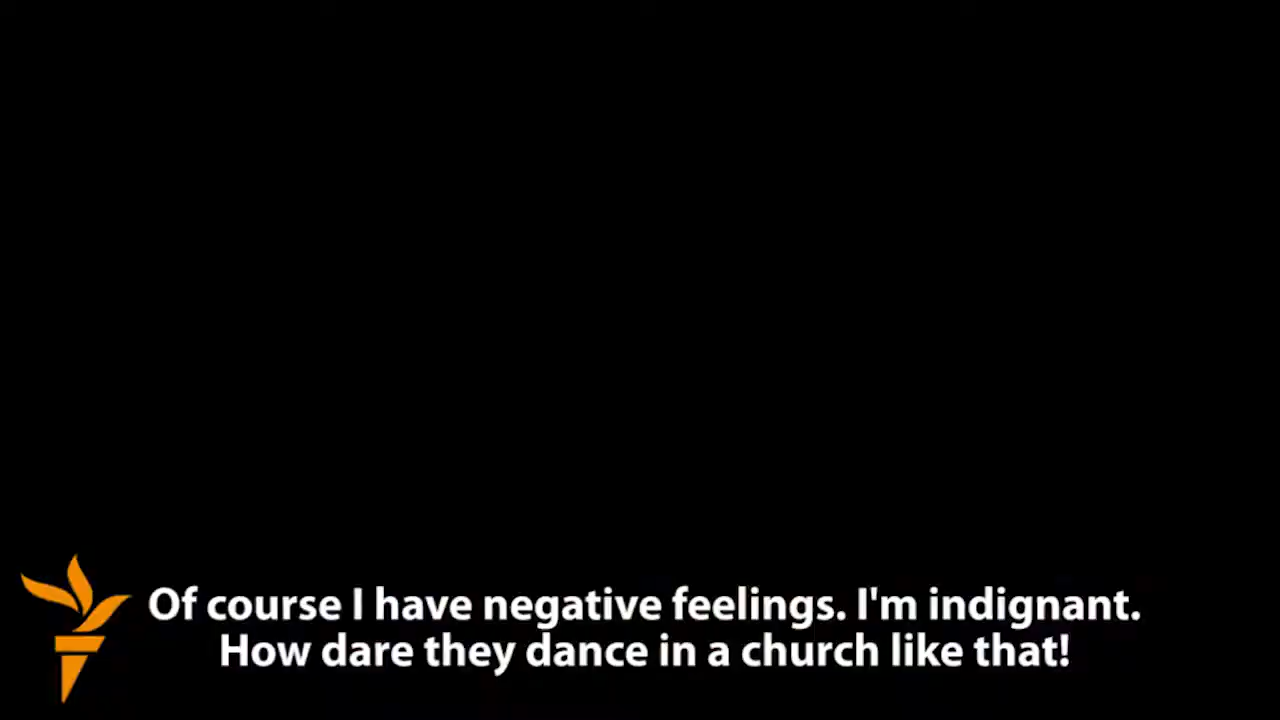 Of course I have negative feelings. I'm indignant.
How dare they dance in a church like that!